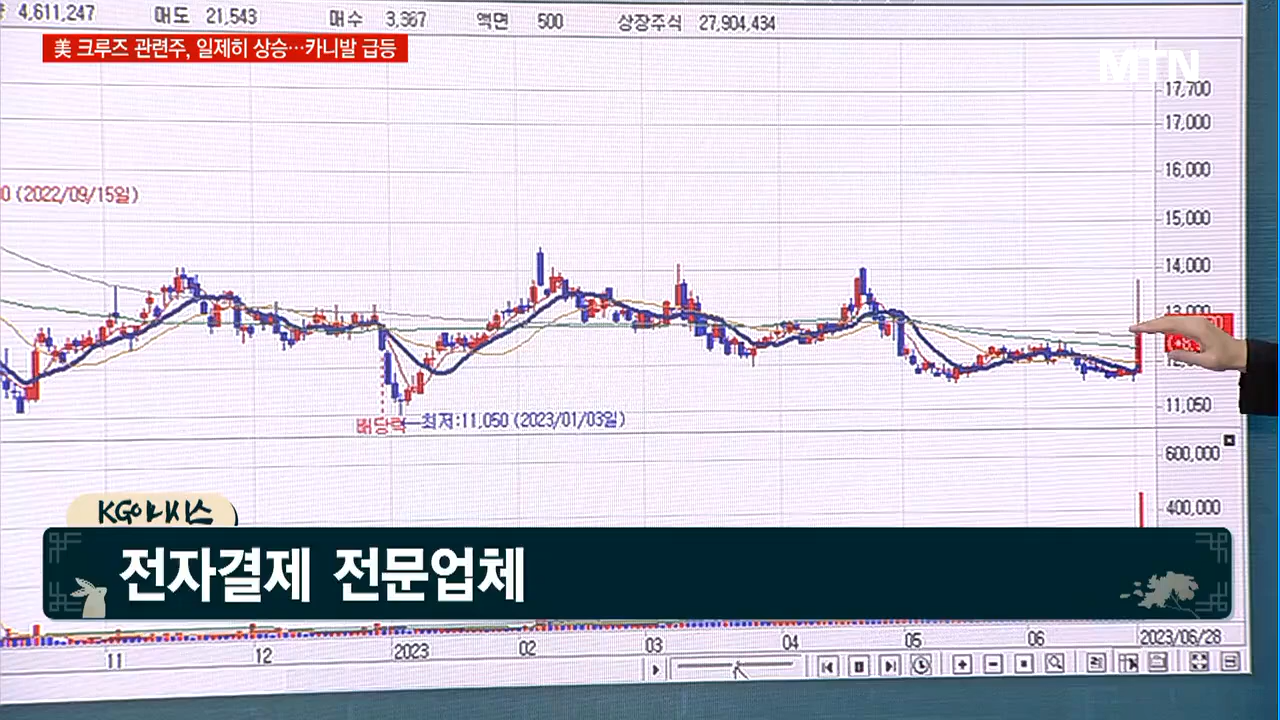 4,611,247 매도 21,543 매수 3,367 액면 500 상장주식 27,904,434
美 크루즈 관련주, 일제히 상승…카니발 급등
MTN
17,700
17,000
16,000
(2022/09/15일)
15,000
14,000
13,000
배당락
최저:11,050 (2023/01/03일)
11,050
600,000
400,000
KG이니시스
전자결제 전문업체
11 12 2023 02 03 04 05 06 2023/06/28